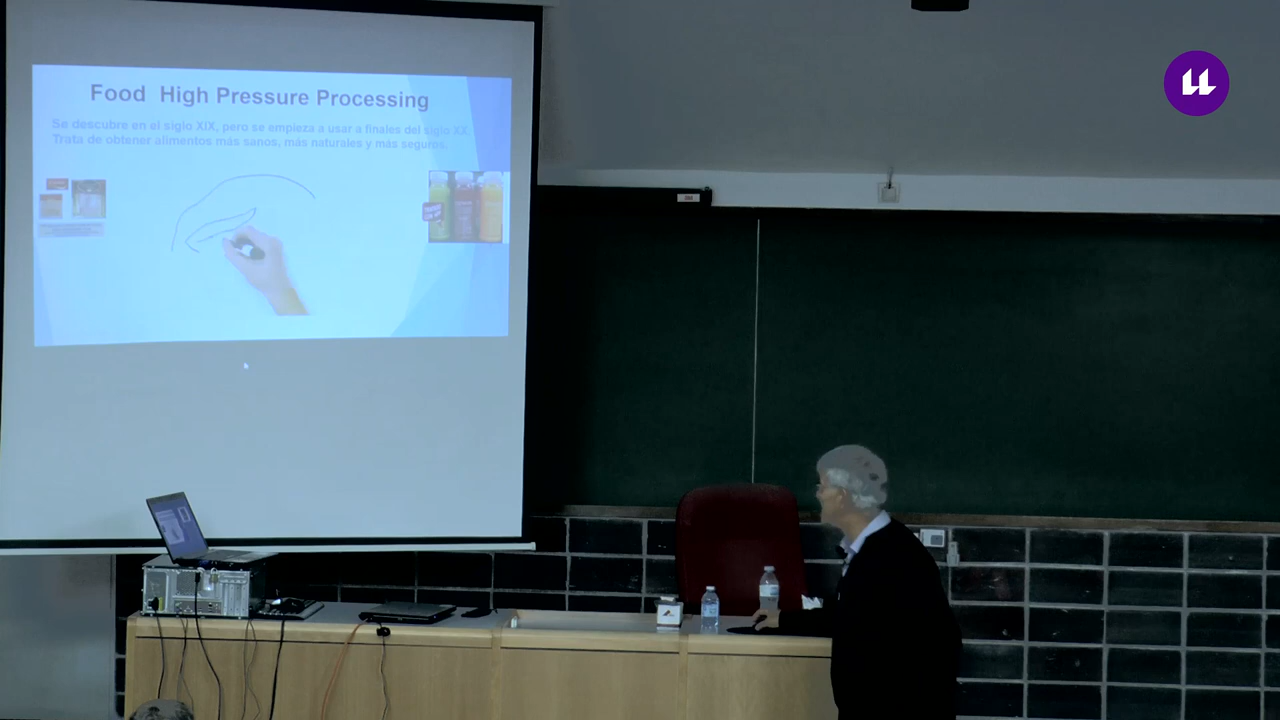 Food High Pressure Processing
Se descubre en el siglo XIX, pero se empieza a usar a finales del siglo XX.
Trata de obtener alimentos más sanos, más naturales y más seguros.